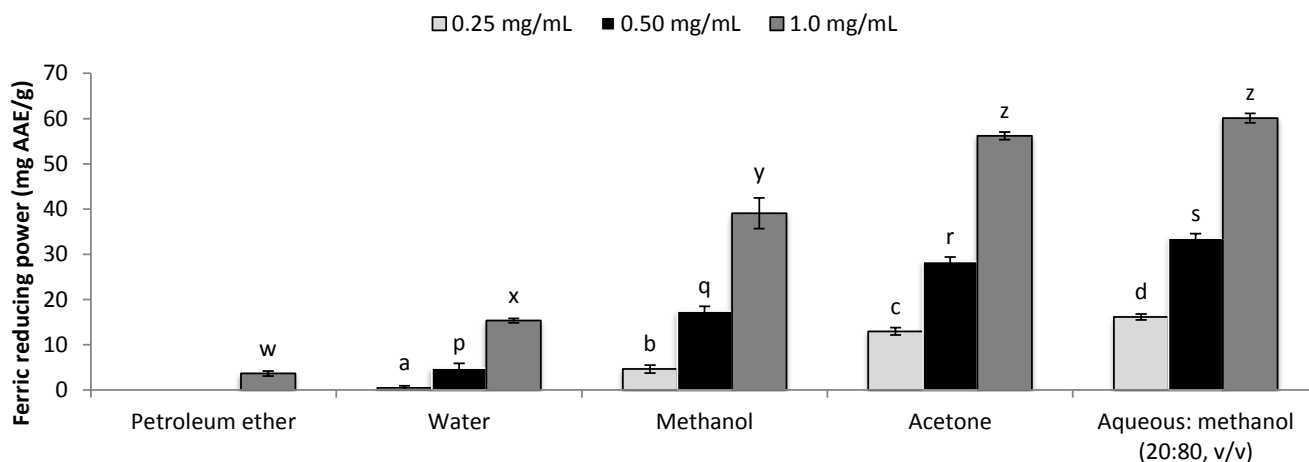 0.25 mg/mL 0.50 mg/mL 1.0 mg/mL
Ferric reducing power (mg AAE/g)
70
60
50
40
30
20
10
0
w
a
p
x
b
q
y
c
r
z
d
s
z
Petroleum ether
Water
Methanol
Acetone
Aqueous: methanol
(20:80, v/v)